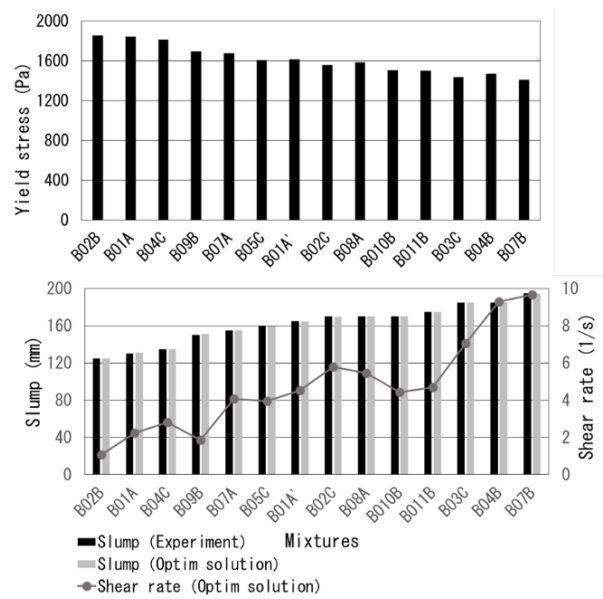 2000
1600
1200
800
400
0
Yield stress (Pa)
B02B B01A B04C B09B B07A B05C B01A' B02C B08A B010B B011B B03C B04B B07B
200
160
120
80
40
0
Slump (mm)
10
8
6
4
2
0
Shear rate (1/s)
B02B B01A B04C B09B B07A B05C B01A' B02C B08A B010B B011B B03C B04B B07B
Mixtures
Slump (Experiment)
Slump (Optim solution)
Shear rate (Optim solution)